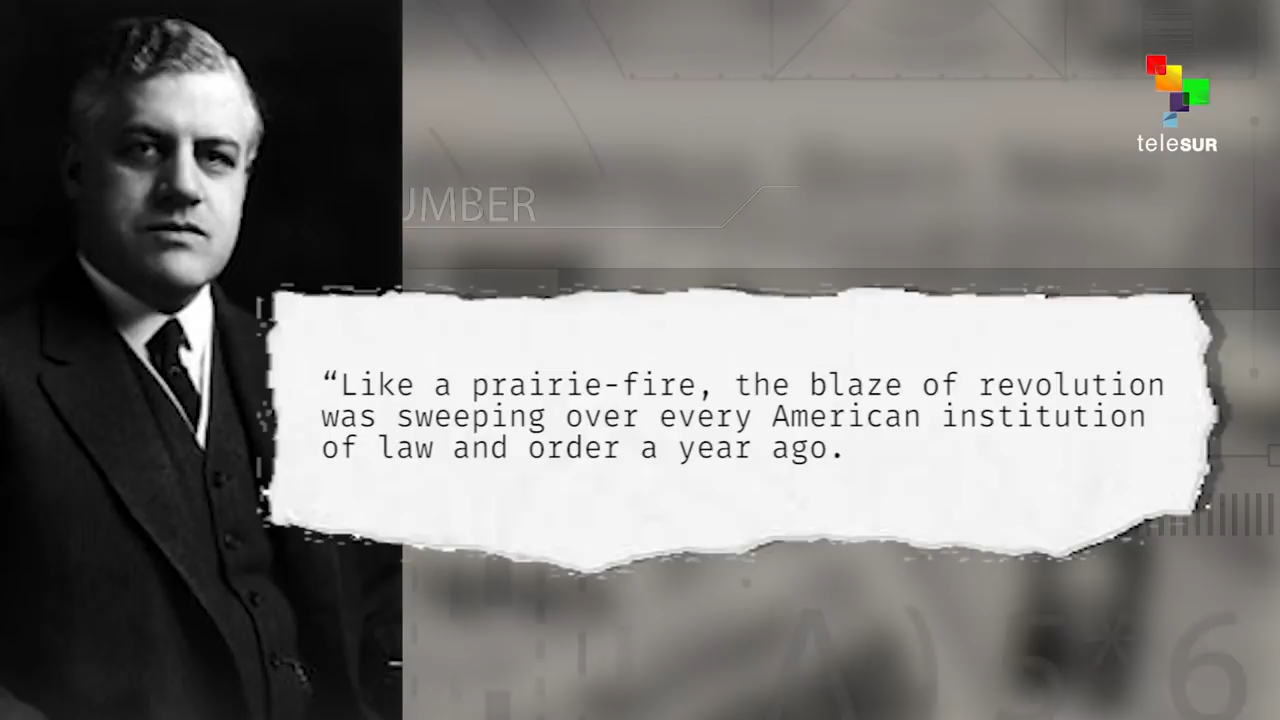 teleSUR
UMBER
“Like a prairie-fire, the blaze of revolution
was sweeping over every American institution
of law and order a year ago.